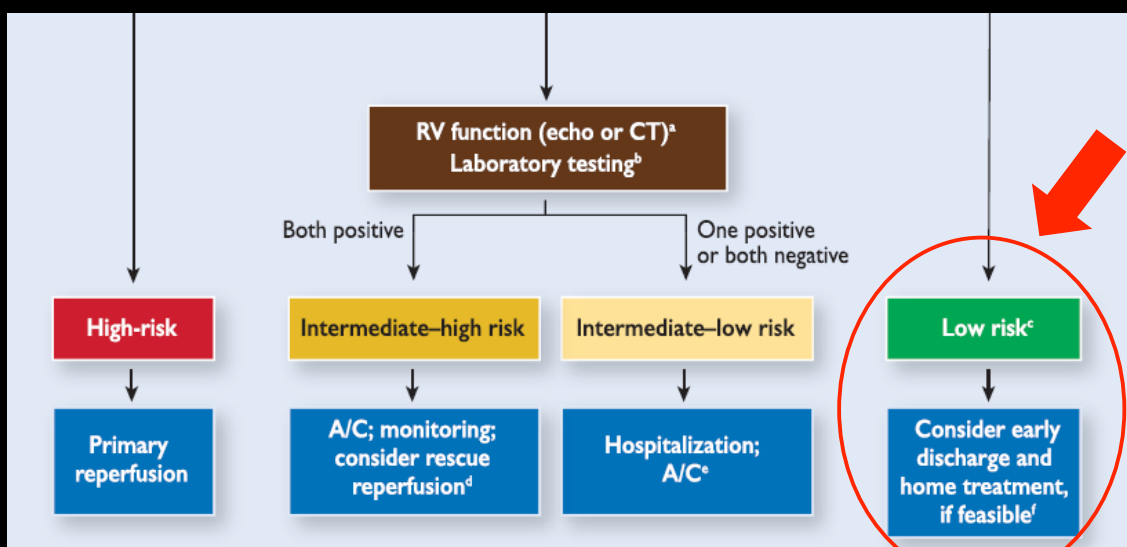 RV function (echo or CT)ᵃ
Laboratory testingᵇ
Both positive
One positive
or both negative
High-risk
Intermediate–high risk
Intermediate–low risk
Low riskᶜ
Primary
reperfusion
A/C; monitoring;
consider rescue
reperfusionᵈ
Hospitalization;
A/Cᵉ
Consider early
discharge and
home treatment,
if feasibleᶠ